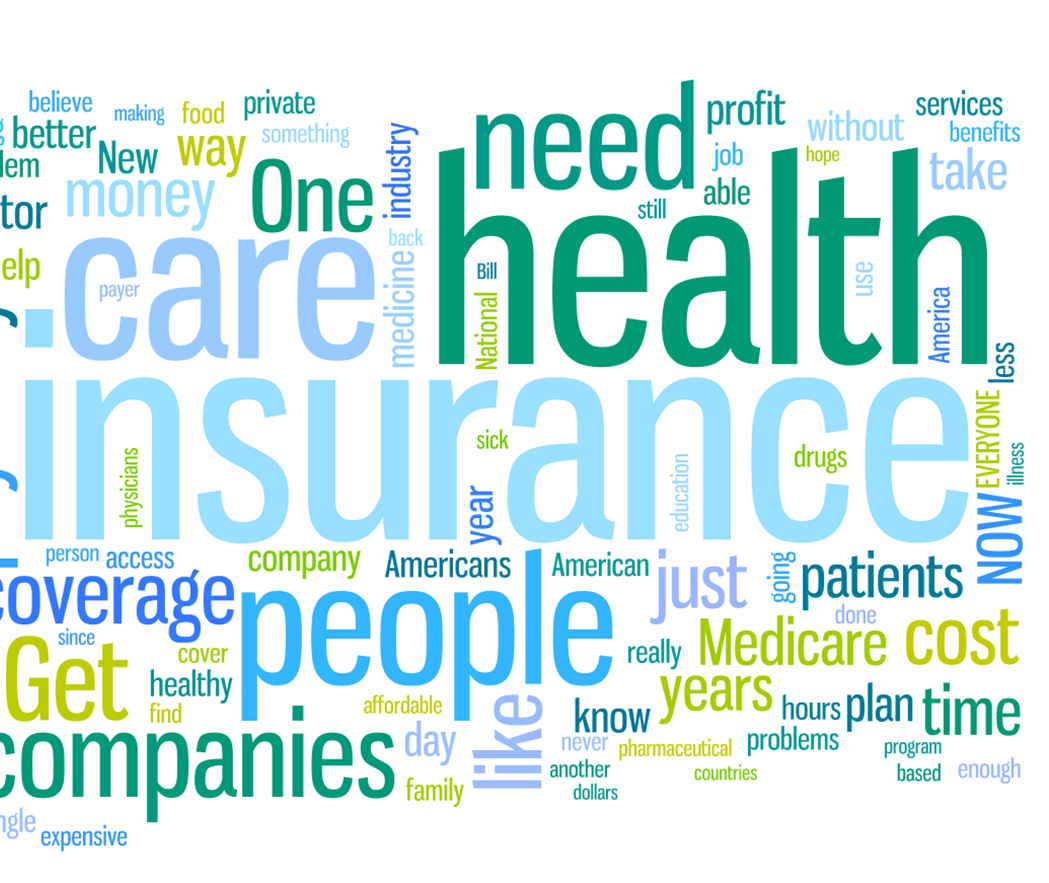 believe
making
food
private
something
better
New
way
money
One
industry
need
profit
job
able
still
without
hope
services
benefits
take
tor
elp
care
payer
back
medicine
Bill
National
health
use
America
less
insurance
physicians
sick
year
education
drugs
EVERYONE
illness
NOW
person
access
company
Americans
American
just
going
patients
done
coverage
people
since
Get
cover
healthy
find
affordable
really
Medicare
cost
years
hours
plan
time
know
problems
never
pharmaceutical
another
dollars
countries
program
based
enough
companies
day
family
like
ngle
expensive